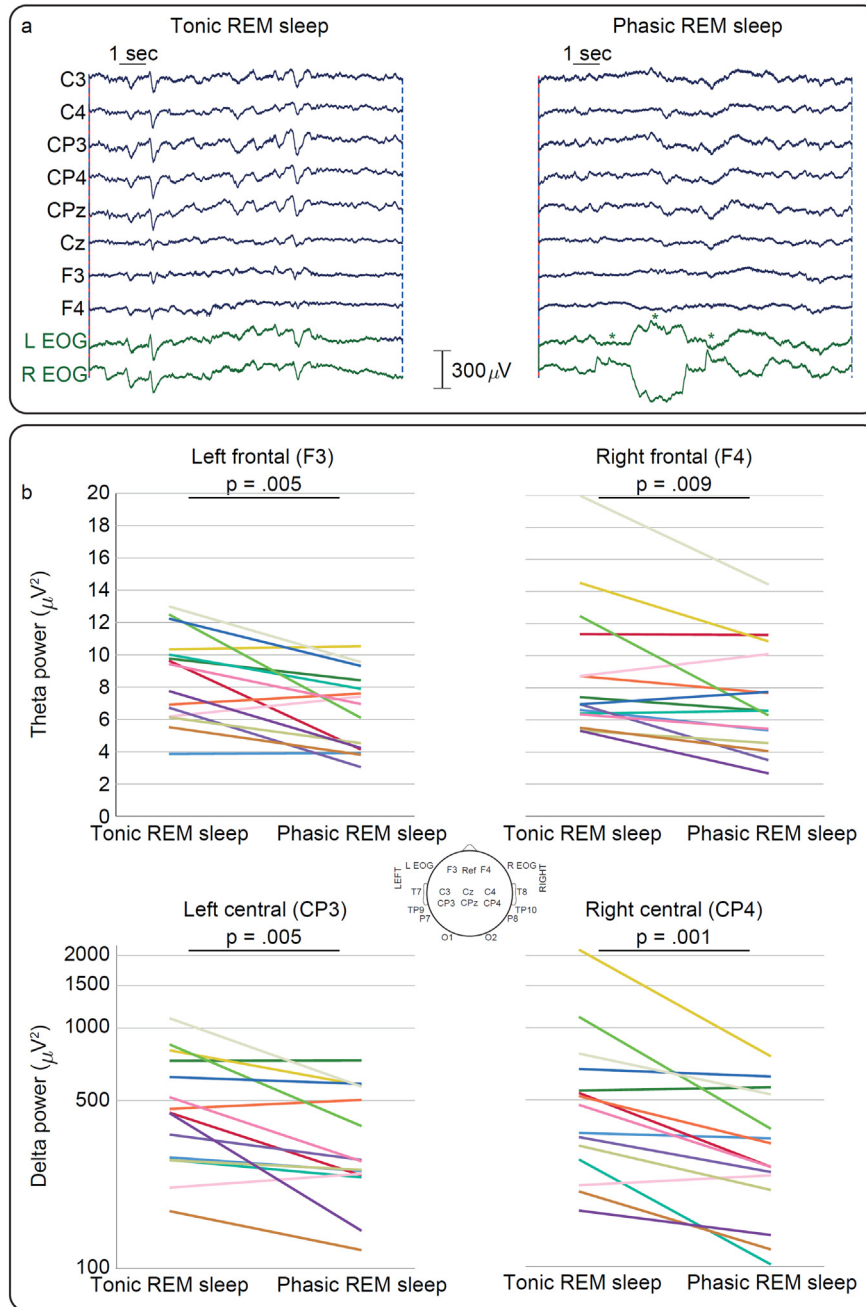 a
Tonic REM sleep
Phasic REM sleep
1 sec
1 sec
C3
C4
CP3
CP4
CPz
Cz
F3
F4
L EOG
R EOG
* * *
300 μV
b
Left frontal (F3)
p = .005
Right frontal (F4)
p = .009
Theta power (μV²)
20
18
16
14
12
10
8
6
4
2
0
Tonic REM sleep Phasic REM sleep
Tonic REM sleep Phasic REM sleep
L EOG F3 Ref F4 R EOG
LEFT RIGHT
T7 C3 Cz C4 T8
CP3 CPz CP4
TP9 TP10
P7 P8
O1 O2
Left central (CP3)
p = .005
Right central (CP4)
p = .001
Delta power (μV²)
2000
1500
1000
500
100
Tonic REM sleep Phasic REM sleep
Tonic REM sleep Phasic REM sleep